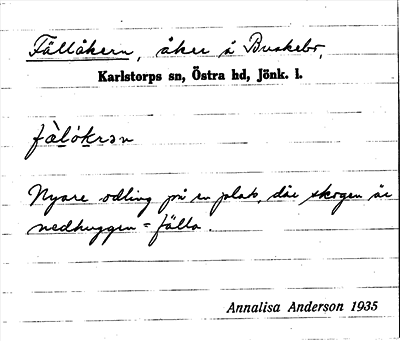 Fällåkern, åker å Buskebo,
Karlstorps sn, Östra hd, Jönk. l.
fälåkrən
Nyare odling på en plats, där skogen är
nedhuggen = fälla.
Annalisa Anderson 1935